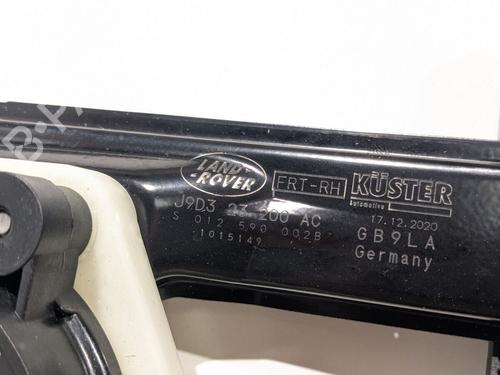 LAND ROVER
FRT-RH
KÜSTER
automotive
J9D3 23 200 AC
17.12.2020
S 012 590 002B
GB9LA
1015149
Germany